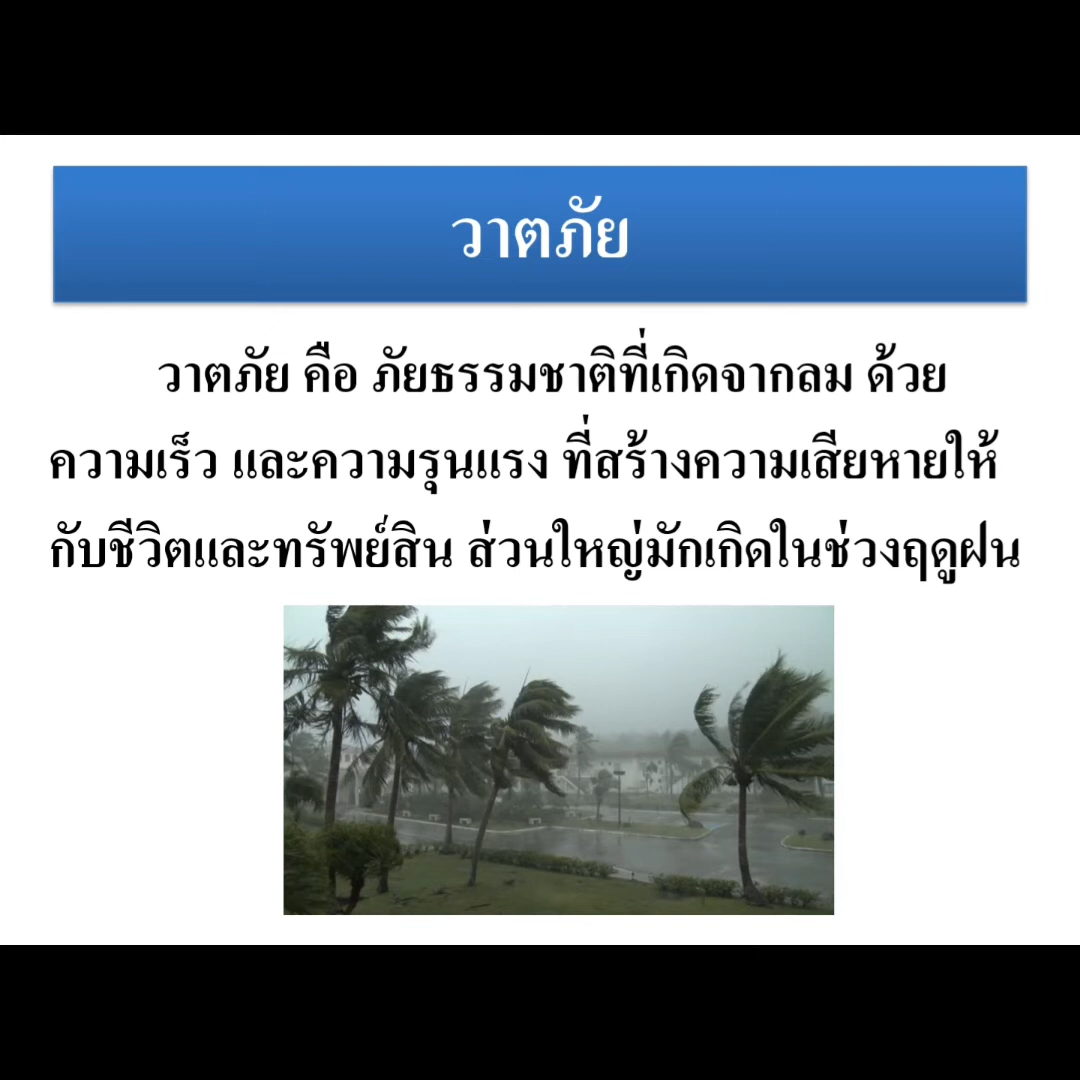 วาตภัย
วาตภัย คือ ภัยธรรมชาติที่เกิดจากลม ด้วย
ความเร็ว และความรุนแรง ที่สร้างความเสียหายให้
กับชีวิตและทรัพย์สิน ส่วนใหญ่มักเกิดในช่วงฤดูฝน